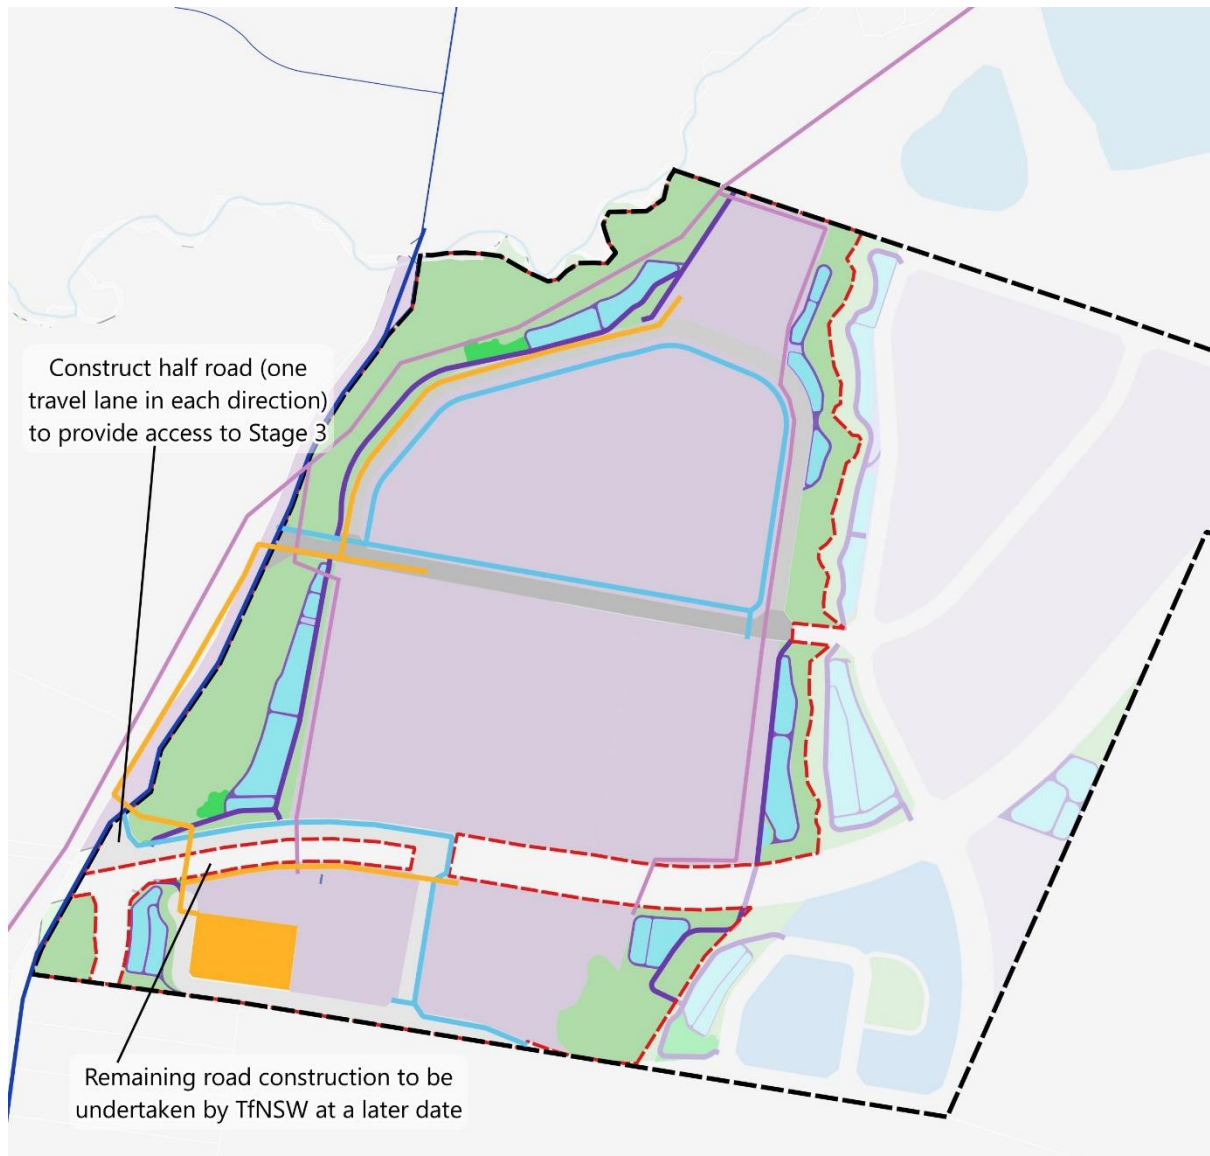 Construct half road (one
travel lane in each direction)
to provide access to Stage 3
Remaining road construction to be
undertaken by TfNSW at a later date